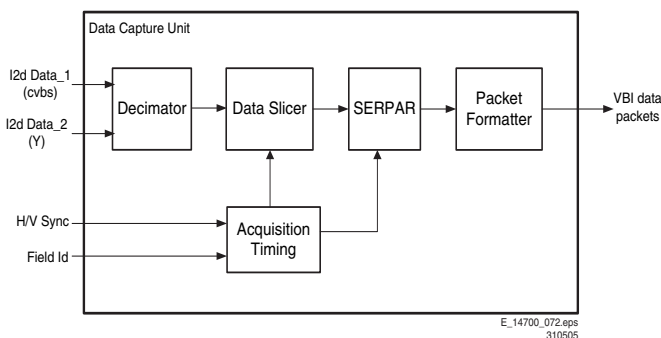 Data Capture Unit
I2d Data_1
(cvbs)
I2d Data_2
(Y)
Decimator
Data Slicer
SERPAR
Packet
Formatter
VBI data
packets
H/V Sync
Field Id
Acquisition
Timing
E_14700_072.eps
310505